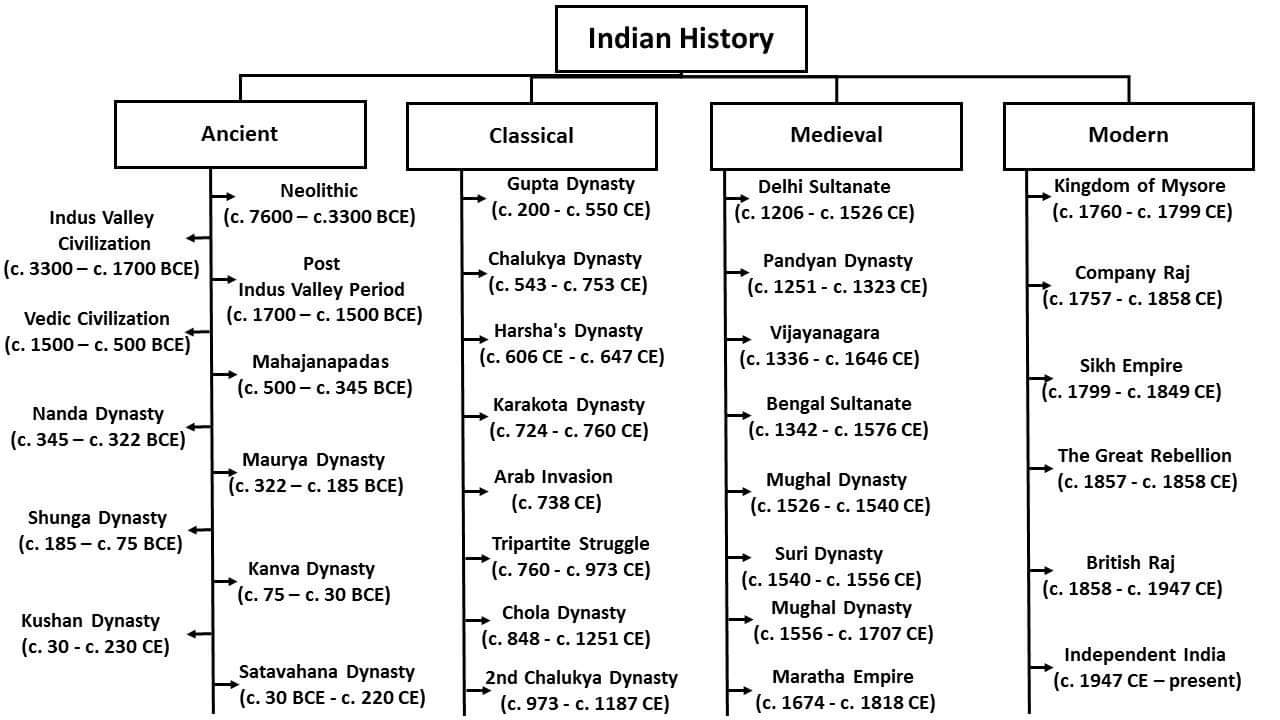 Indian History
Ancient
Neolithic
(c. 7600 – c.3300 BCE)
Indus Valley
Civilization
(c. 3300 – c. 1700 BCE)
Post
Indus Valley Period
(c. 1700 – c. 1500 BCE)
Vedic Civilization
(c. 1500 – c. 500 BCE)
Mahajanapadas
(c. 500 – c. 345 BCE)
Nanda Dynasty
(c. 345 – c. 322 BCE)
Maurya Dynasty
(c. 322 – c. 185 BCE)
Shunga Dynasty
(c. 185 – c. 75 BCE)
Kanva Dynasty
(c. 75 – c. 30 BCE)
Kushan Dynasty
(c. 30 - c. 230 CE)
Satavahana Dynasty
(c. 30 BCE - c. 220 CE)
Classical
Gupta Dynasty
(c. 200 - c. 550 CE)
Chalukya Dynasty
(c. 543 - c. 753 CE)
Harsha's Dynasty
(c. 606 CE - c. 647 CE)
Karakota Dynasty
(c. 724 - c. 760 CE)
Arab Invasion
(c. 738 CE)
Tripartite Struggle
(c. 760 - c. 973 CE)
Chola Dynasty
(c. 848 - c. 1251 CE)
2nd Chalukya Dynasty
(c. 973 - c. 1187 CE)
Medieval
Delhi Sultanate
(c. 1206 - c. 1526 CE)
Pandyan Dynasty
(c. 1251 - c. 1323 CE)
Vijayanagara
(c. 1336 - c. 1646 CE)
Bengal Sultanate
(c. 1342 - c. 1576 CE)
Mughal Dynasty
(c. 1526 - c. 1540 CE)
Suri Dynasty
(c. 1540 - c. 1556 CE)
Mughal Dynasty
(c. 1556 - c. 1707 CE)
Maratha Empire
(c. 1674 - c. 1818 CE)
Modern
Kingdom of Mysore
(c. 1760 - c. 1799 CE)
Company Raj
(c. 1757 - c. 1858 CE)
Sikh Empire
(c. 1799 - c. 1849 CE)
The Great Rebellion
(c. 1857 - c. 1858 CE)
British Raj
(c. 1858 - c. 1947 CE)
Independent India
(c. 1947 CE – present)